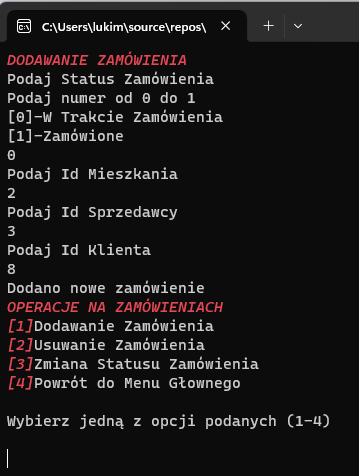 C:\Users\lukim\source\repos\
DODAWANIE ZAMÓWIENIA
Podaj Status Zamówienia
Podaj numer od 0 do 1
[0]-W Trakcie Zamówienia
[1]-Zamówione
0
Podaj Id Mieszkania
2
Podaj Id Sprzedawcy
3
Podaj Id Klienta
8
Dodano nowe zamówienie
OPERACJE NA ZAMÓWIENIACH
[1]Dodawanie Zamówienia
[2]Usuwanie Zamówienia
[3]Zmiana Statusu Zamówienia
[4]Powrót do Menu Głownego
Wybierz jedną z opcji podanych (1-4)